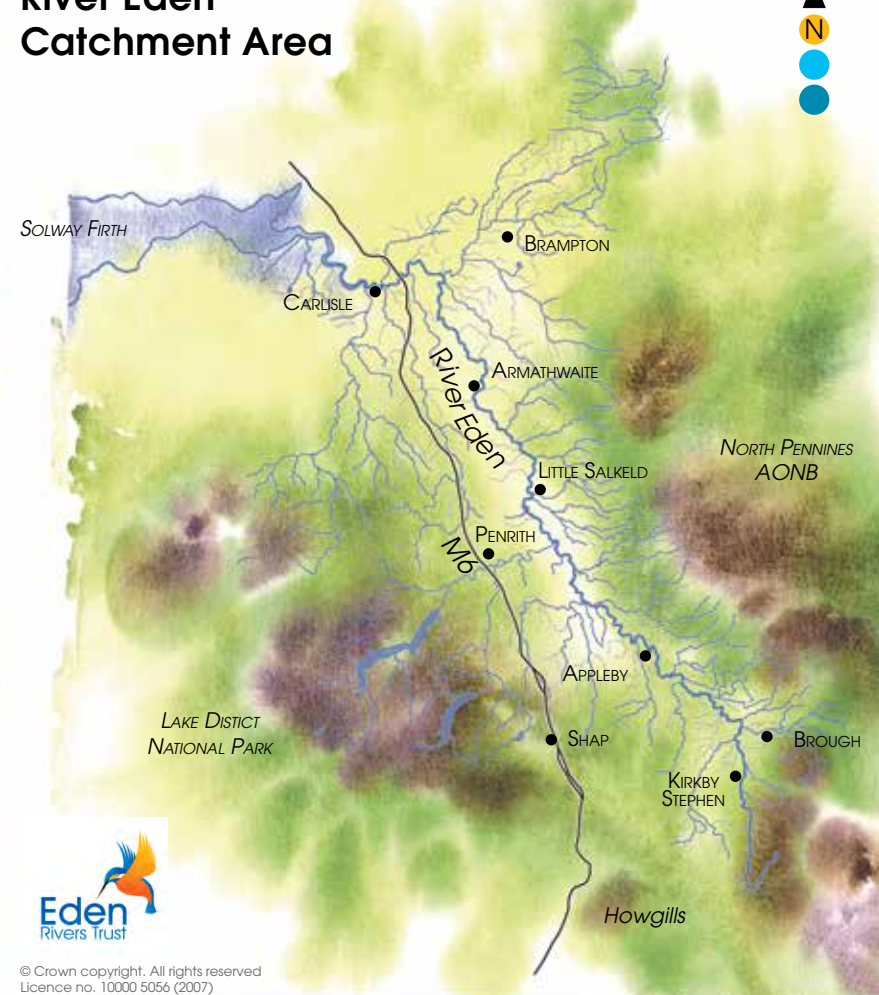 River Eden
Catchment Area
N
Solway Firth
Brampton
Carlisle
River Eden
Armathwaite
North Pennines
AONB
Little Salkeld
Penrith
M6
Appleby
Lake Distict
National Park
Shap
Brough
Kirkby
Stephen
Howgills
Eden
Rivers Trust
© Crown copyright. All rights reserved
Licence no. 10000 5056 (2007)